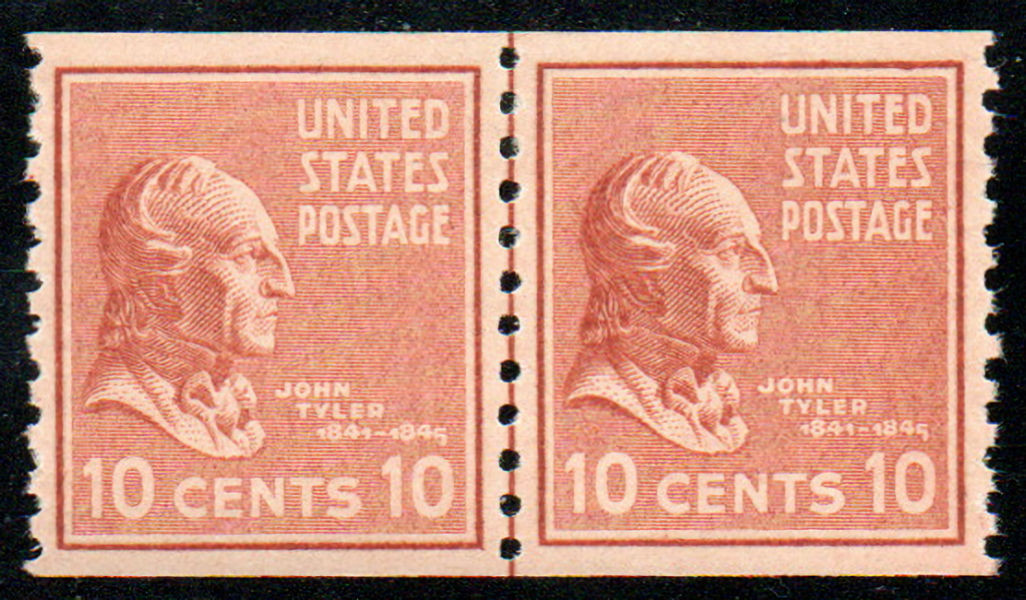 UNITED
STATES
POSTAGE
JOHN
TYLER
1841-1845
10 CENTS 10
UNITED
STATES
POSTAGE
JOHN
TYLER
1841-1845
10 CENTS 10